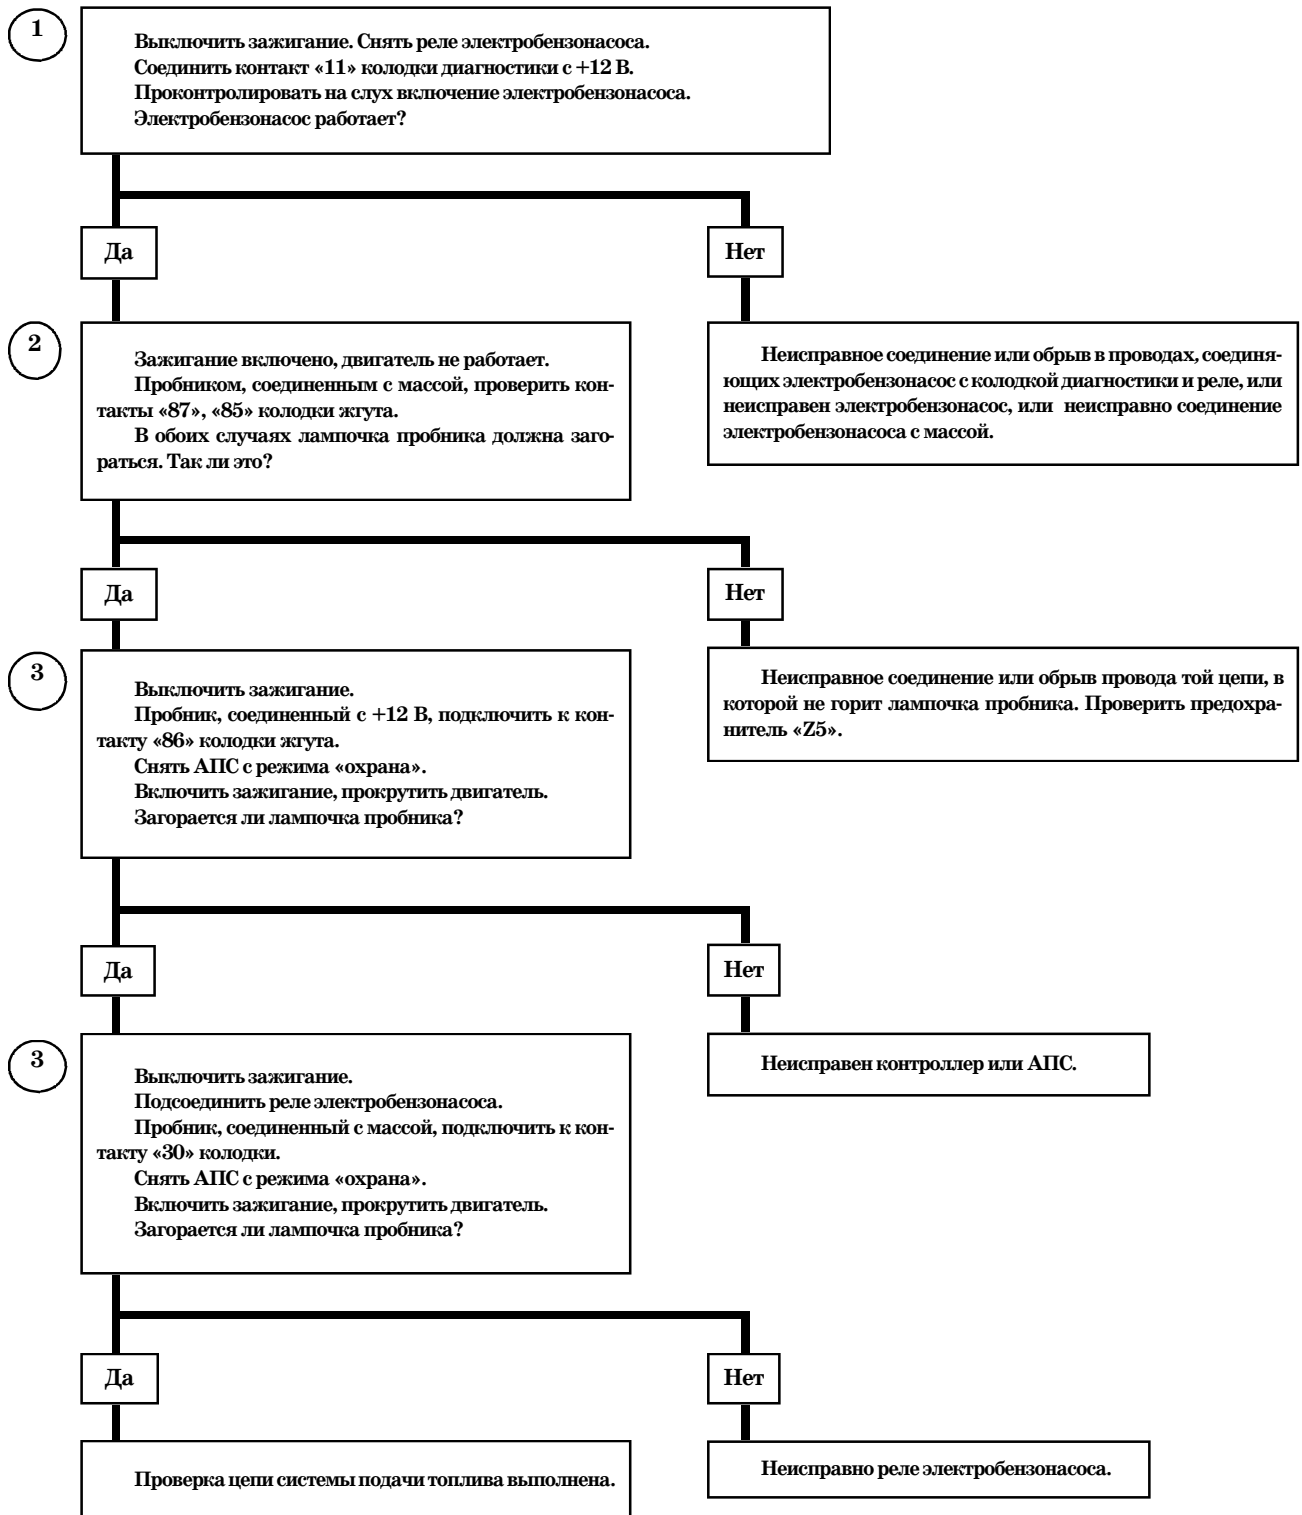 1
Выключить зажигание. Снять реле электробензонасоса.
Соединить контакт «11» колодки диагностики с +12 В.
Проконтролировать на слух включение электробензонасоса.
Электробензонасос работает?
Да
Нет
2
Зажигание включено, двигатель не работает.
Пробником, соединенным с массой, проверить кон-
такты «87», «85» колодки жгута.
В обоих случаях лампочка пробника должна заго-
раться. Так ли это?
Неисправное соединение или обрыв в проводах, соединя-
ющих электробензонасос с колодкой диагностики и реле, или
неисправен электробензонасос, или неисправно соединение
электробензонасоса с массой.
Да
Нет
3
Выключить зажигание.
Пробник, соединенный с +12 В, подключить к кон-
такту «86» колодки жгута.
Снять АПС с режима «охрана».
Включить зажигание, прокрутить двигатель.
Загорается ли лампочка пробника?
Неисправное соединение или обрыв провода той цепи, в
которой не горит лампочка пробника. Проверить предохра-
нитель «Z5».
Да
Нет
3
Выключить зажигание.
Подсоединить реле электробензонасоса.
Пробник, соединенный с массой, подключить к кон-
такту «30» колодки.
Снять АПС с режима «охрана».
Включить зажигание, прокрутить двигатель.
Загорается ли лампочка пробника?
Неисправен контроллер или АПС.
Да
Нет
Проверка цепи системы подачи топлива выполнена.
Неисправно реле электробензонасоса.